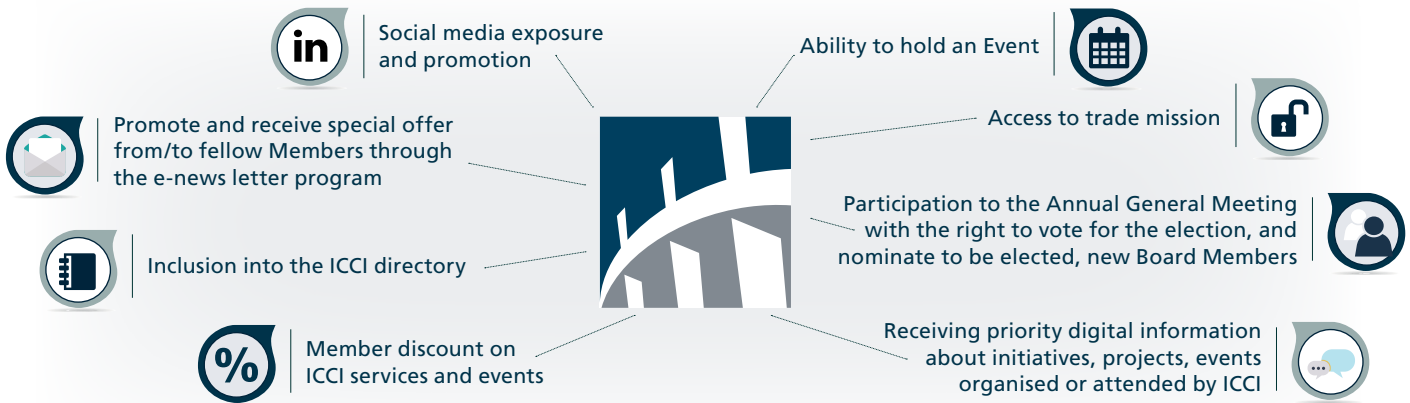 in
Social media exposure
and promotion
Promote and receive special offer
from/to fellow Members through
the e-news letter program
Inclusion into the ICCI directory
%
Member discount on
ICCI services and events
Ability to hold an Event
Access to trade mission
Participation to the Annual General Meeting
with the right to vote for the election, and
nominate to be elected, new Board Members
Receiving priority digital information
about initiatives, projects, events
organised or attended by ICCI